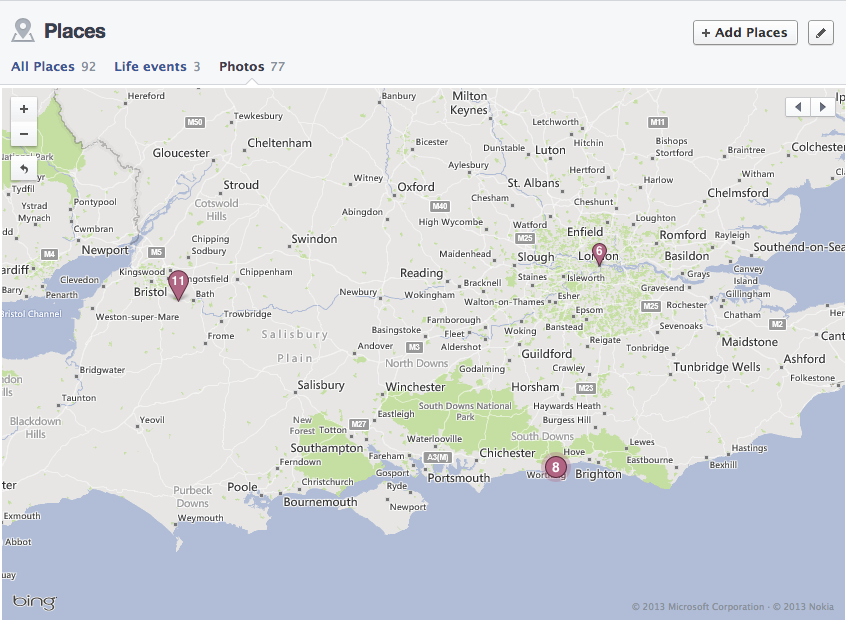 Places
+ Add Places
All Places 92 Life events 3 Photos 77
+
−
Hereford
Banbury
Milton
Keynes
M50
Tewkesbury
Letchworth
M11
Hitchin
Bishops
Stortford
Braintree
Colcheste
Gloucester
Cheltenham
Bicester
Dunstable
Luton
National Park
Aylesbury
Hertford
Witham
Tydfil
Stroud
Witney
Oxford
St. Albans
Harlow
Chelmsford
Pontypool
Ystrad
Mynach
Cotswold
Hills
Abingdon
M40
Chesham
Cheshunt
Loughton
Cwmbran
High Wycombe
Watford
Enfield
Romford
Rayleigh
Newport
M5
Chipping
Sodbury
Swindon
M25
M4
Maidenhead
Slough
6
London
Basildon
Southend-on-Sea
ardiff
Kingswood
11
ngotsfield
Chippenham
Reading
Bracknell
Staines
Isleworth
Grays
Canvey
Island
Clevedon
Barry
Penarth
Bristol
Bath
Newbury
Wokingham
Walton-on-Thames
Esher
Gravesend
Gillingham
Bristol Channel
Weston-super-Mare
Trowbridge
Farnborough
Epsom
M25
Rochester
Chatham
Frome
Salisbury
Plain
Basingstoke
Fleet
Woking
Banstead
Sevenoaks
M2
Andover
M3
Aldershot
Reigate
Tonbridge
Maidstone
North Downs
Guildford
Ashford
Bridgwater
Godalming
Crawley
Tunbridge Wells
Folkestone
Taunton
Salisbury
Winchester
Horsham
M23
Blackdown
Hills
Yeovil
New
Forest
Totton
M27
Eastleigh
South Downs National
Park
Haywards Heath
Burgess Hill
Southampton
Waterlooville
South Downs
Lewes
Hastings
Ferndown
Fareham
A3(M)
Chichester
Hove
Eastbourne
Bexhill
8
Worthing
Brighton
Gosport
Portsmouth
Purbeck
Downs
Poole
Christchurch
Ryde
Bournemouth
Newport
Exmouth
Weymouth
Abbot
bing
© 2013 Microsoft Corporation · © 2013 Nokia